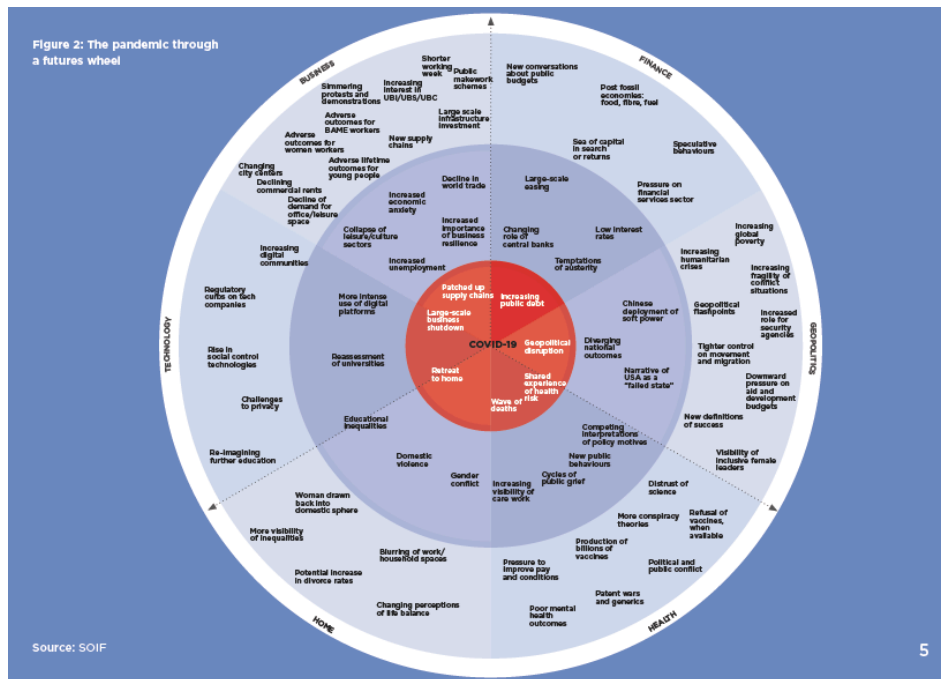 Figure 2: The pandemic through
a futures wheel
BUSINESS
FINANCE
GEOPOLITICS
HEALTH
HOME
TECHNOLOGY
Shorter
working
week
Public
makework
schemes
Simmering
protests and
demonstrations
Increasing
interest in
UBI/UBS/UBC
Adverse
outcomes for
BAME workers
Large scale
infrastructure
investment
Adverse
outcomes for
women workers
New supply
chains
Changing
city centers
Adverse lifetime
outcomes for
young people
Declining
commercial rents
Decline of
demand for
office/leisure
space
Decline in
world trade
Increased
economic
anxiety
Collapse of
leisure/culture
sectors
Increased
importance
of business
resilience
Increased
unemployment
New conversations
about public
budgets
Post fossil
economies:
food, fibre, fuel
Sea of capital
in search
or returns
Speculative
behaviours
Pressure on
financial
services sector
Large-scale
easing
Changing
role of
central banks
Low interest
rates
Temptations
of austerity
Increasing
global
poverty
Increasing
humanitarian
crises
Increasing
fragility of
conflict
situations
Geopolitical
flashpoints
Increased
role for
security
agencies
Tighter control
on movement
and migration
Downward
pressure on
aid and
development
budgets
New definitions
of success
Visibility of
inclusive female
leaders
Chinese
deployment of
soft power
Diverging
national
outcomes
Narrative of
USA as a
"failed state"
Patched up
supply chains
Increasing
public debt
Large-scale
business
shutdown
COVID-19
Geopolitical
disruption
Retreat
to home
Shared
experience
of health
risk
Wave of
deaths
Increasing
digital
communities
Regulatory
curbs on tech
companies
More intense
use of digital
platforms
Rise in
social control
technologies
Reassessment
of universities
Challenges
to privacy
Educational
inequalities
Re-imagining
further education
Competing
interpretations
of policy motives
New public
behaviours
Cycles of
public grief
Increasing
visibility of
care work
Distrust of
science
More conspiracy
theories
Refusal of
vaccines,
when
available
Production of
billions of
vaccines
Pressure to
improve pay
and conditions
Political and
public conflict
Patent wars
and generics
Poor mental
health
outcomes
Domestic
violence
Gender
conflict
Woman drawn
back into
domestic sphere
More visibility
of inequalities
Blurring of work/
household spaces
Potential increase
in divorce rates
Changing perceptions
of life balance
Source: SOIF
5